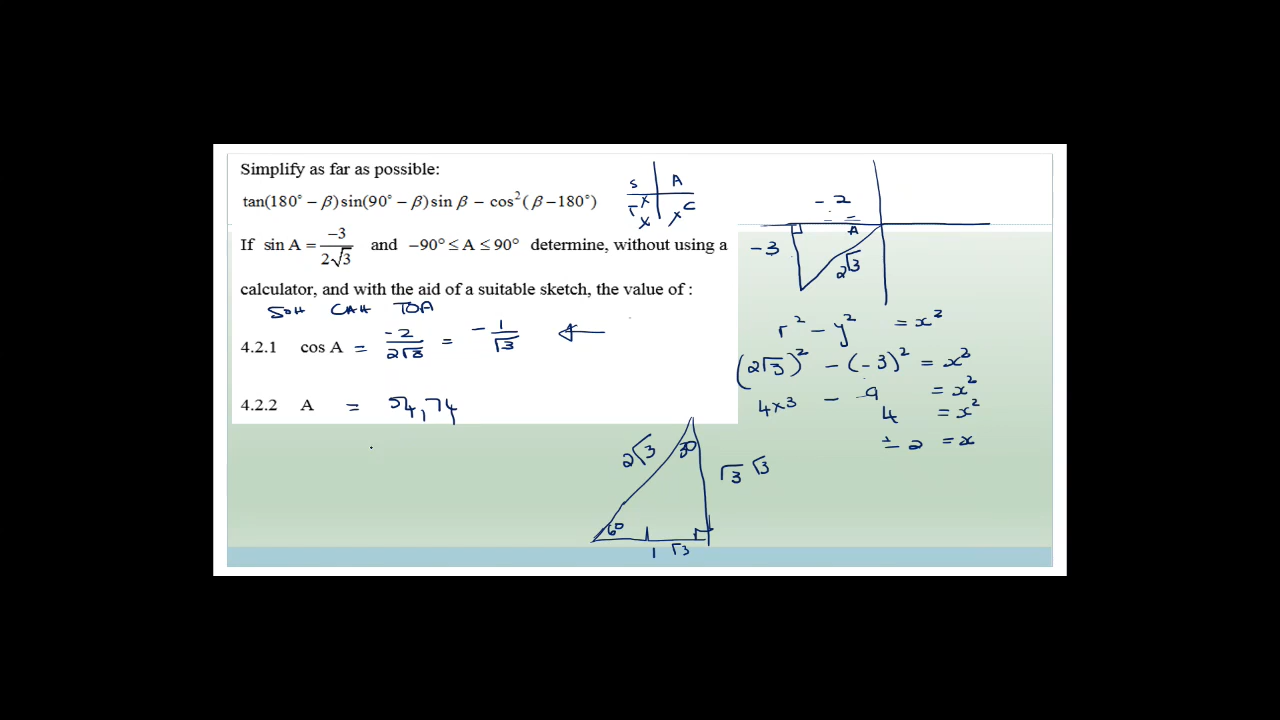 Simplify as far as possible:
tan(180° − β)sin(90° − β)sin β − cos²(β − 180°)
If sin A = −3 / 2√3 and −90° ≤ A ≤ 90° determine, without using a
calculator, and with the aid of a suitable sketch, the value of :
SOH CAH TOA
4.2.1 cos A = −2 / 2√3 = − 1 / √3
4.2.2 A = 54,74
S A
T C
− 2
A
− 3
2√3
r² − y² = x²
(2√3)² − (−3)² = x²
4×3 − 9 = x²
4 = x²
± 2 = x
2√3
30
√3 √3
60
1 √3